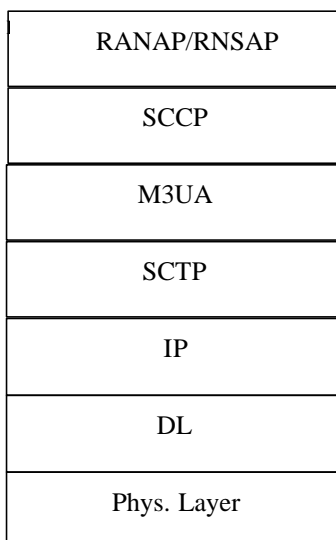 RANAP/RNSAP
SCCP
M3UA
SCTP
IP
DL
Phys. Layer